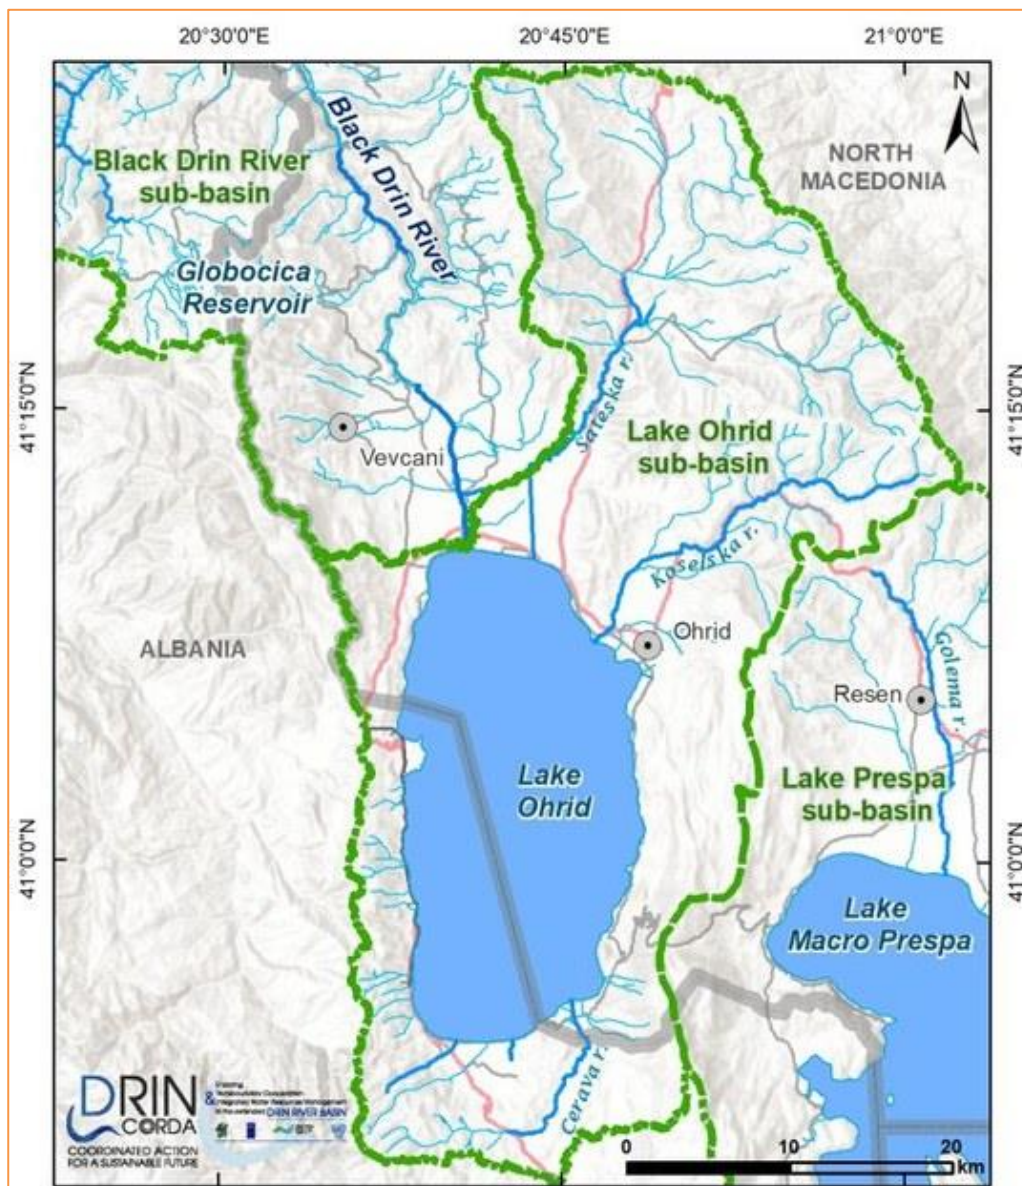 20°30'0"E
20°45'0"E
21°0'0"E
N
Black Drin River
Black Drin River
sub-basin
NORTH
MACEDONIA
Globocica
Reservoir
41°15'0"N
41°15'0"N
Sateska r.
Vevcani
Lake Ohrid
sub-basin
Koselska r.
ALBANIA
Ohrid
Golema r.
Resen
Lake
Ohrid
Lake Prespa
sub-basin
41°0'0"N
41°0'0"N
Lake
Macro Prespa
Cerava r.
DRIN
CORDA
COORDINATED ACTION
FOR A SUSTAINABLE FUTURE
&
DRIN RIVER BASIN
0
10
20
km